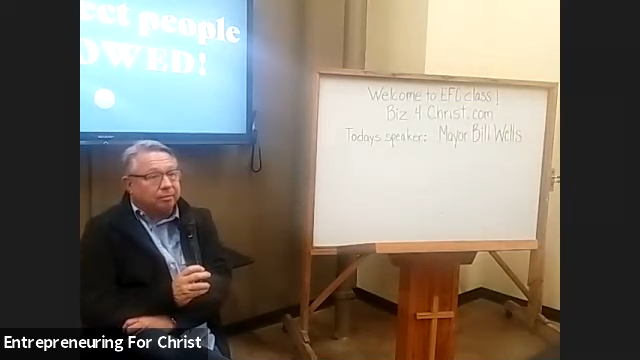 ect people
OWED!
Welcome to EFC class!
Biz 4 Christ.com
Todays speaker: Mayor Bill Wells
Entrepreneuring For Christ